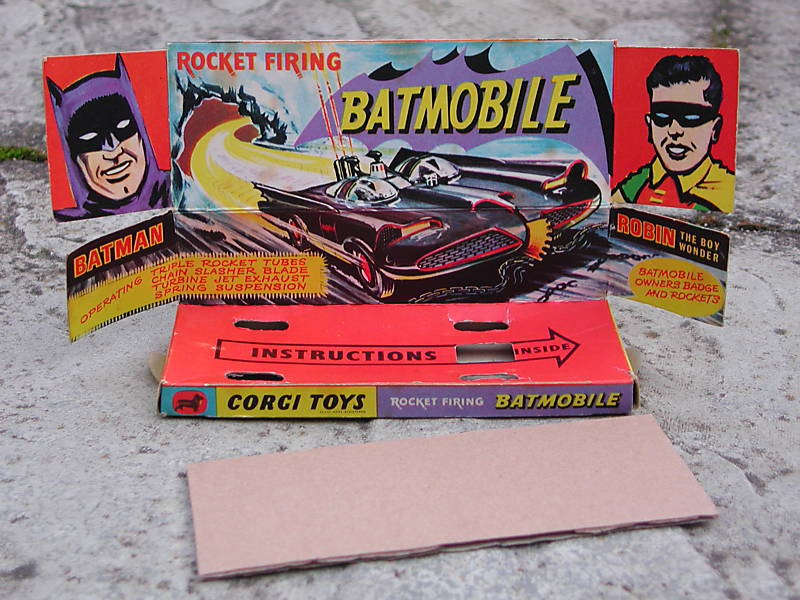 ROCKET FIRING
BATMOBILE
BATMAN
OPERATING TRIPLE ROCKET TUBES
CHAIN SLASHER BLADE
TURBINE JET EXHAUST
SPRING SUSPENSION
ROBIN THE BOY
WONDER
BATMOBILE
OWNERS BADGE
AND ROCKETS
INSTRUCTIONS INSIDE
CORGI TOYS
ROCKET FIRING BATMOBILE